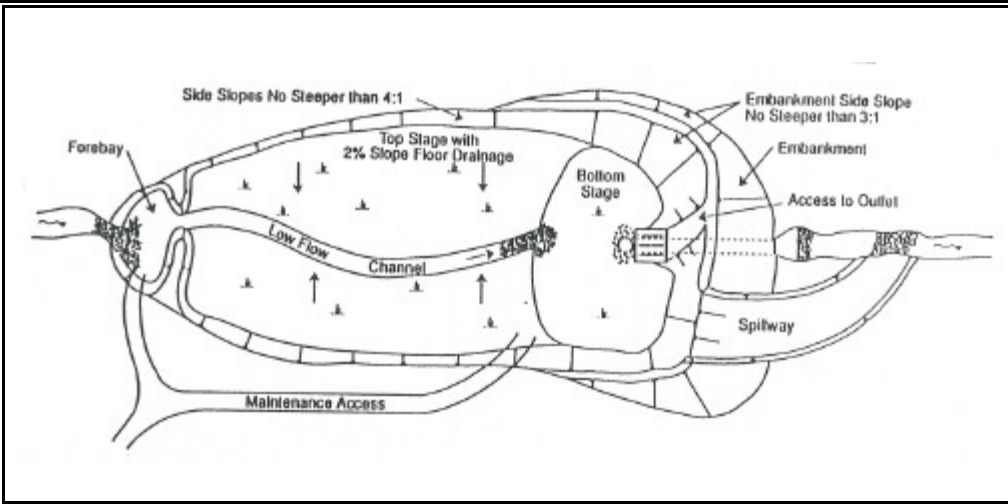 Side Slopes No Steeper than 4:1
Embankment Side Slope
No Steeper than 3:1
Forebay
Top Stage with
2% Slope Floor Drainage
Embankment
Bottom
Stage
Access to Outlet
Low Flow
Channel
Spillway
Maintenance Access